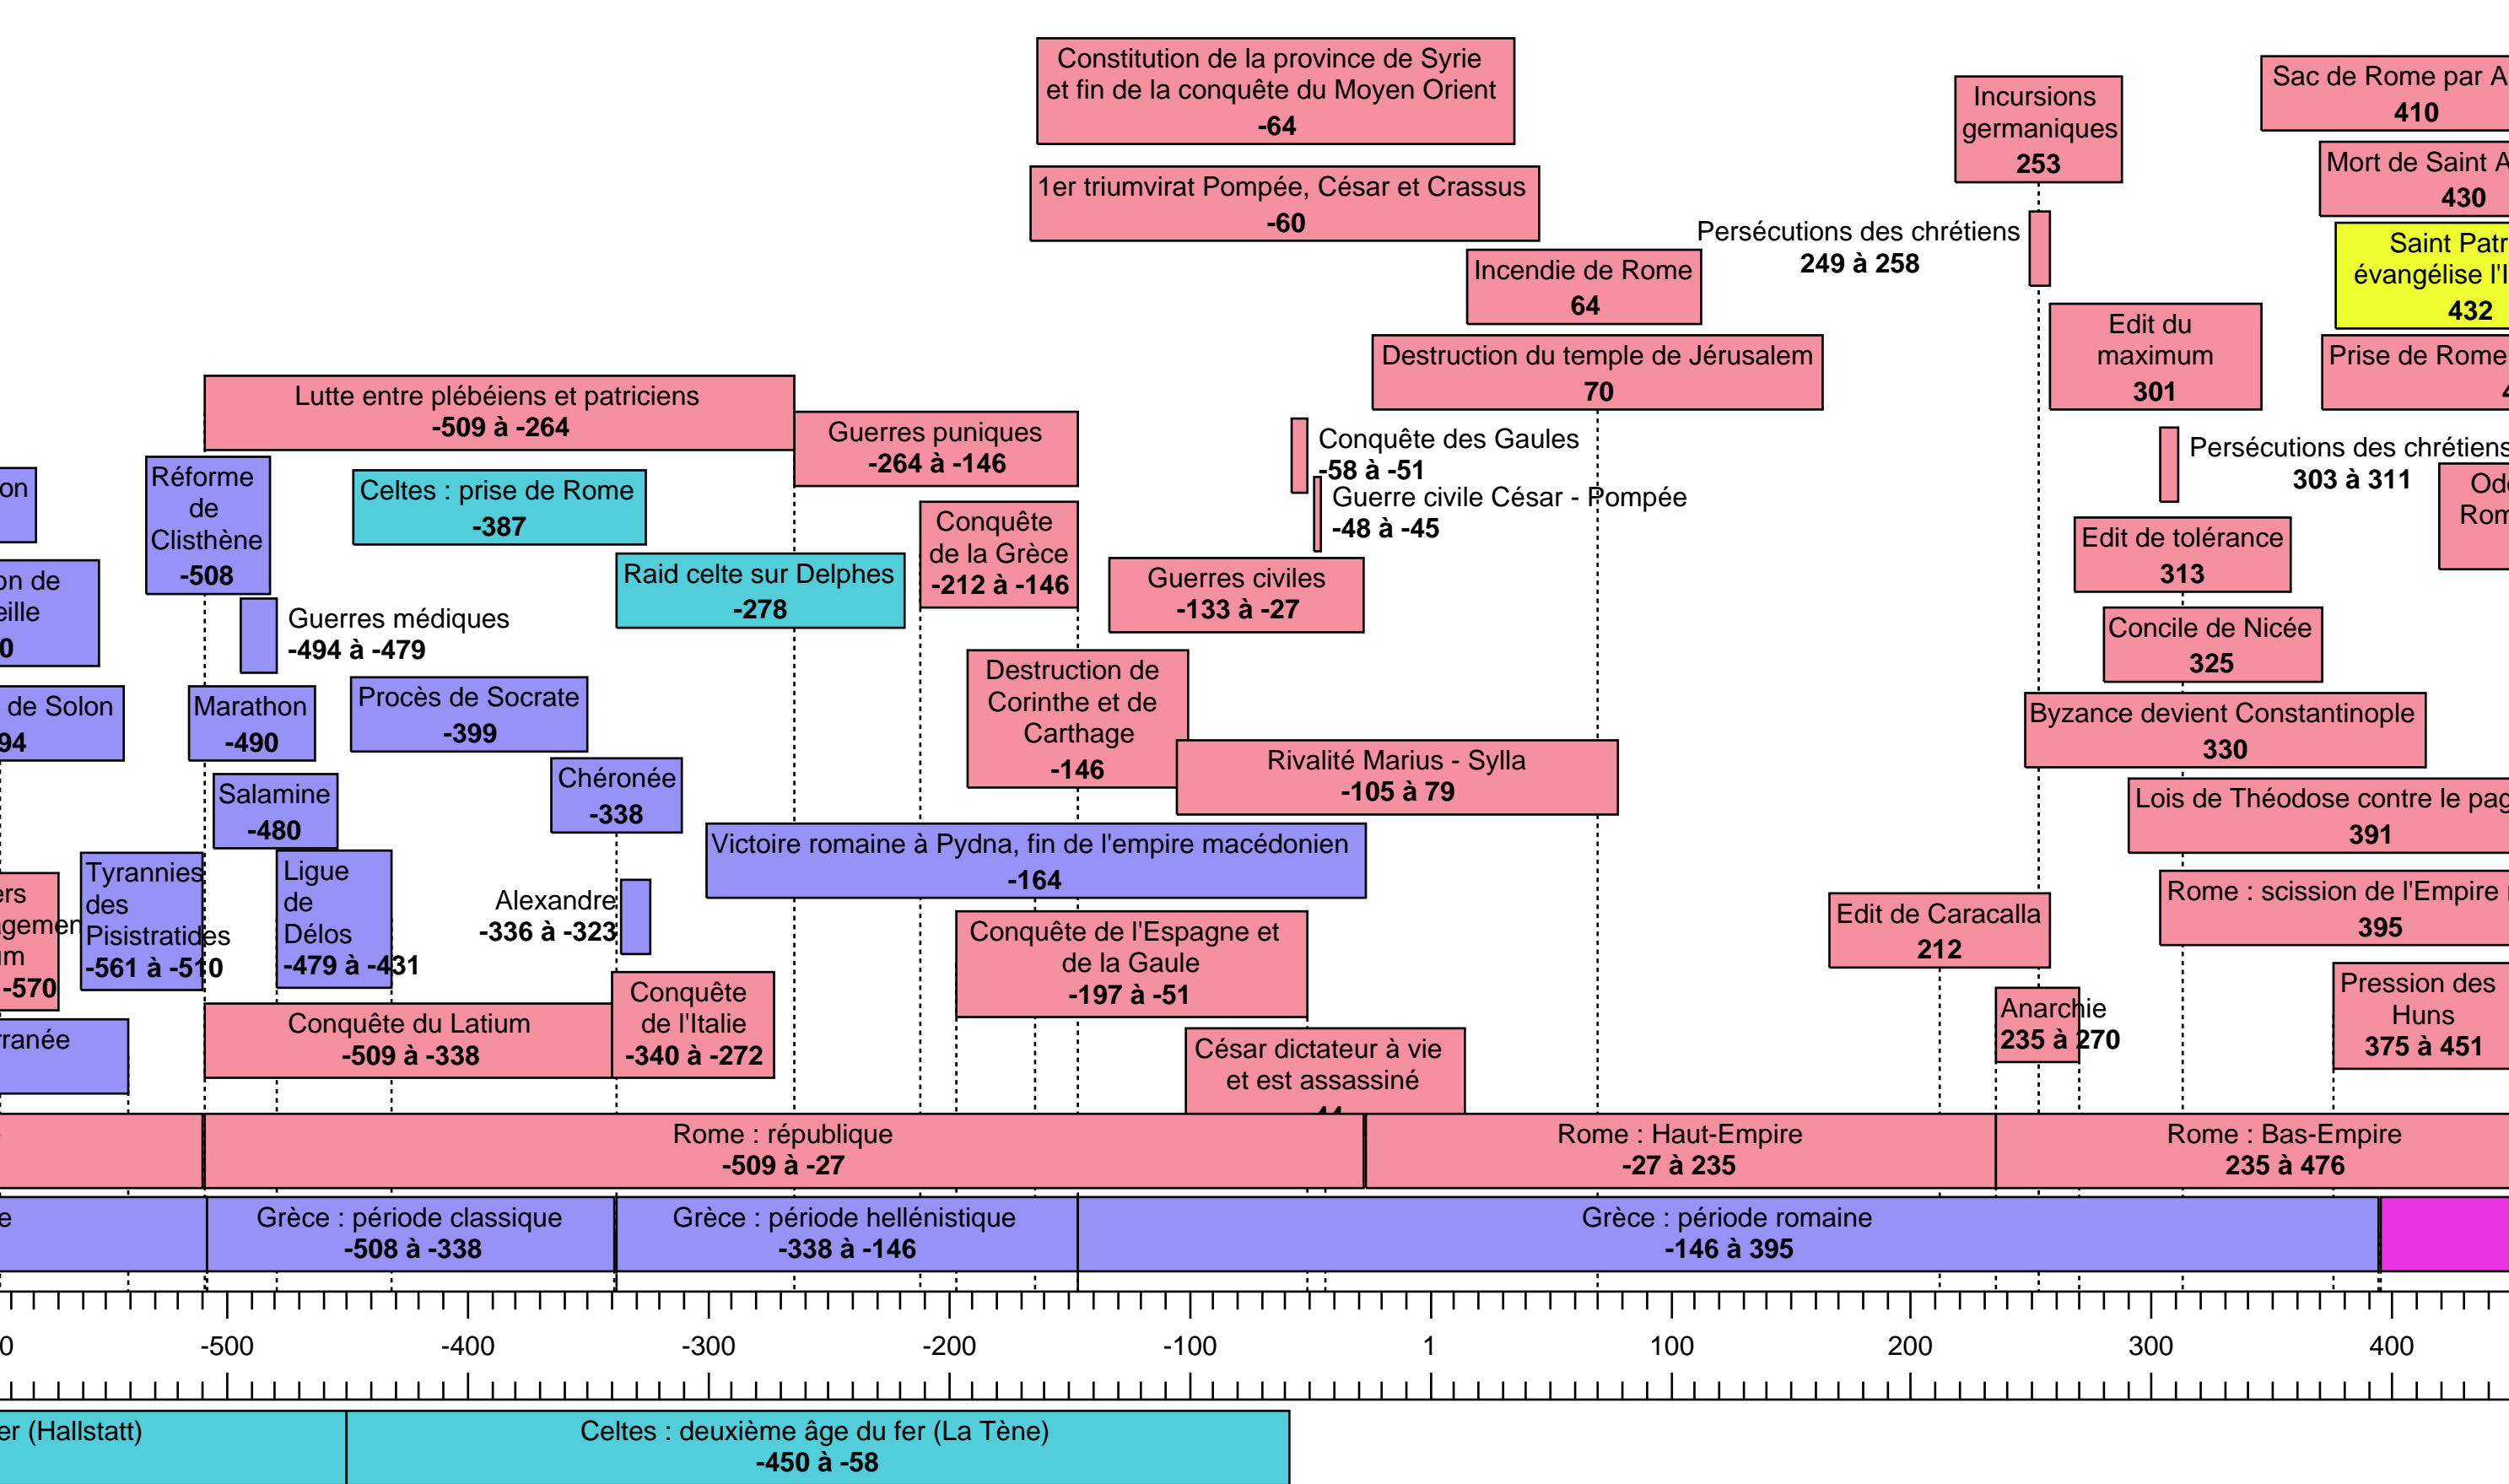 Constitution de la province de Syrie
et fin de la conquête du Moyen Orient
-64
1er triumvirat Pompée, César et Crassus
-60
Incursions
germaniques
253
Sac de Rome par A
410
Mort de Saint A
430
Persécutions des chrétiens
249 à 258
Saint Patr
évangélise l'I
432
Incendie de Rome
64
Edit du
maximum
301
Destruction du temple de Jérusalem
70
Prise de Rome
Lutte entre plébéiens et patriciens
-509 à -264
Guerres puniques
-264 à -146
Conquête des Gaules
-58 à -51
Persécutions des chrétiens
303 à 311
on
Réforme
de
Clisthène
-508
Celtes : prise de Rome
-387
Guerre civile César - Pompée
-48 à -45
Rom
Conquête
de la Grèce
-212 à -146
Edit de tolérance
313
on de
eille
0
Raid celte sur Delphes
-278
Guerres civiles
-133 à -27
Guerres médiques
-494 à -479
Concile de Nicée
325
Destruction de
Corinthe et de
Carthage
-146
de Solon
94
Marathon
-490
Procès de Socrate
-399
Byzance devient Constantinople
330
Rivalité Marius - Sylla
-105 à 79
Salamine
-480
Chéronée
-338
Lois de Théodose contre le pag
391
Victoire romaine à Pydna, fin de l'empire macédonien
-164
ers
agemen
um
-570
Tyrannies
des
Pisistratides
-561 à -510
Ligue
de
Délos
-479 à -431
Alexandre
-336 à -323
Rome : scission de l'Empire
395
Edit de Caracalla
212
Conquête de l'Espagne et
de la Gaule
-197 à -51
Pression des
Huns
375 à 451
Conquête
de l'Italie
-340 à -272
Anarchie
235 à 270
rranée
Conquête du Latium
-509 à -338
César dictateur à vie
et est assassiné
-44
Rome : république
-509 à -27
Rome : Haut-Empire
-27 à 235
Rome : Bas-Empire
235 à 476
e
Grèce : période classique
-508 à -338
Grèce : période hellénistique
-338 à -146
Grèce : période romaine
-146 à 395
0 -500 -400 -300 -200 -100 1 100 200 300 400
er (Hallstatt)
Celtes : deuxième âge du fer (La Tène)
-450 à -58